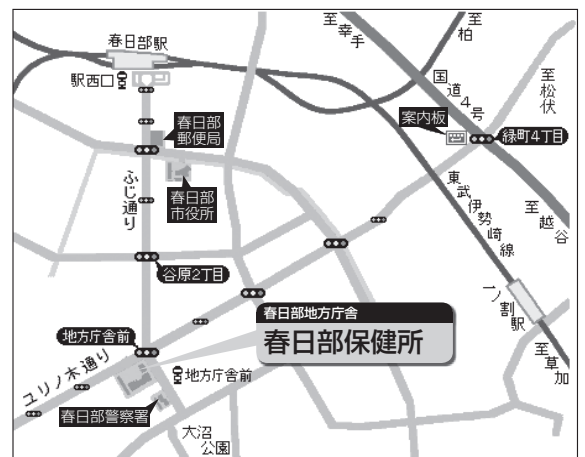 至幸手
至柏
春日部駅
駅西口
国道4号
至松伏
春日部
郵便局
案内板
緑町4丁目
ふじ通り
春日部
市役所
東武伊勢崎線
至越谷
谷原2丁目
一ノ割駅
春日部地方庁舎
春日部保健所
地方庁舎前
至草加
ユリノ木通り
地方庁舎前
春日部警察署
大沼
公園